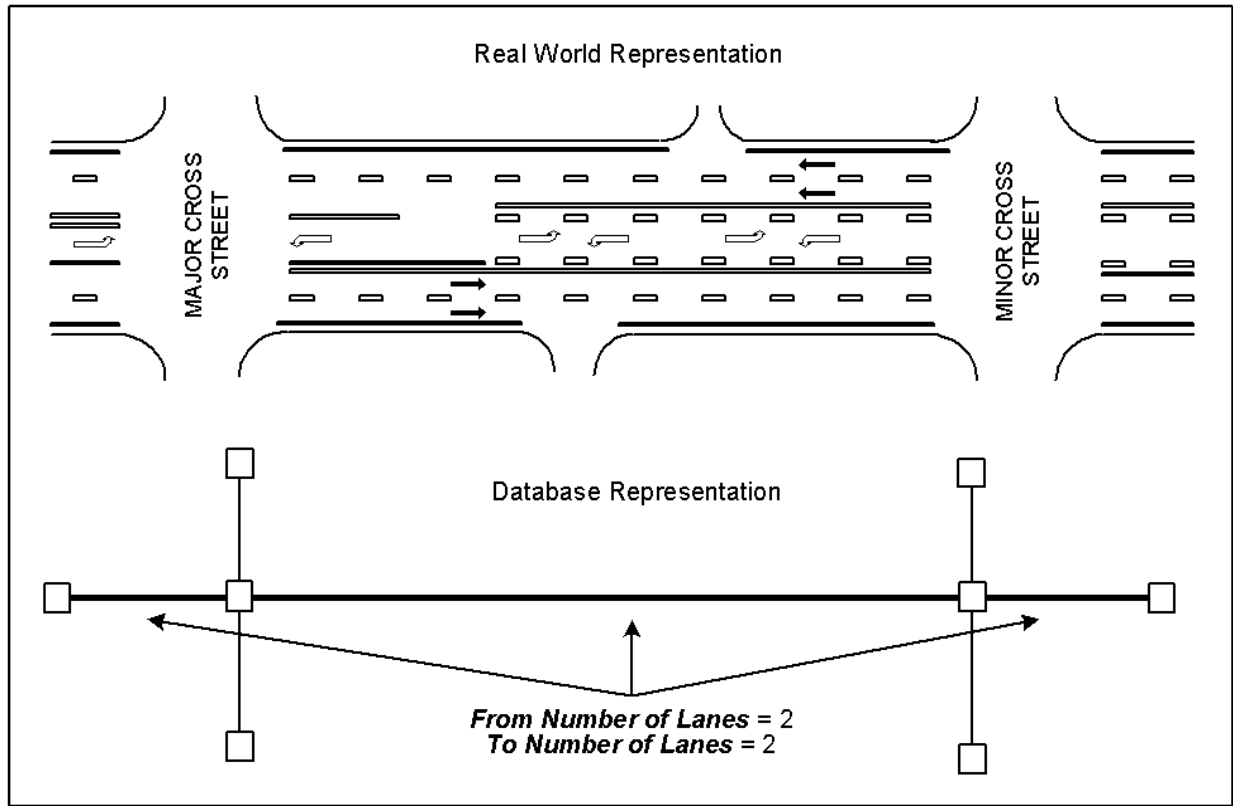 Real World Representation
MAJOR CROSS
STREET
MINOR CROSS
STREET
Database Representation
From Number of Lanes = 2
To Number of Lanes = 2